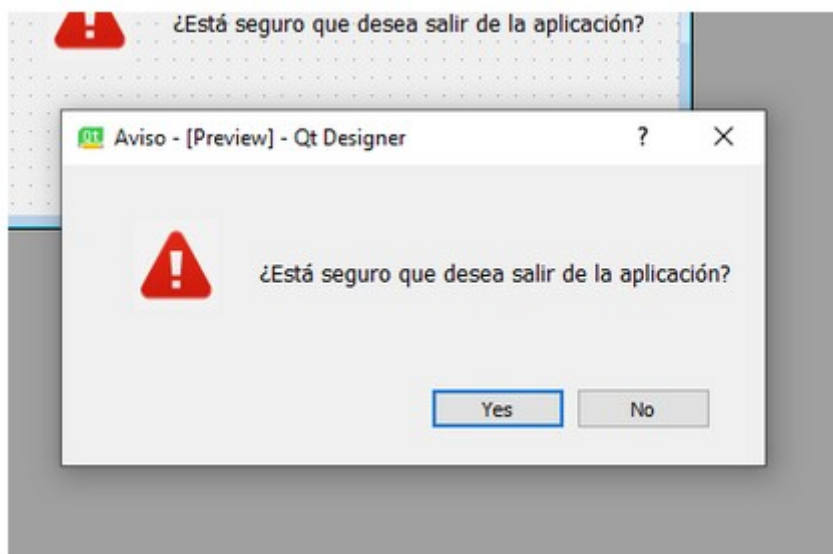 ¿Está seguro que desea salir de la aplicación?
Qt Aviso - [Preview] - Qt Designer ? X
¿Está seguro que desea salir de la aplicación?
Yes No